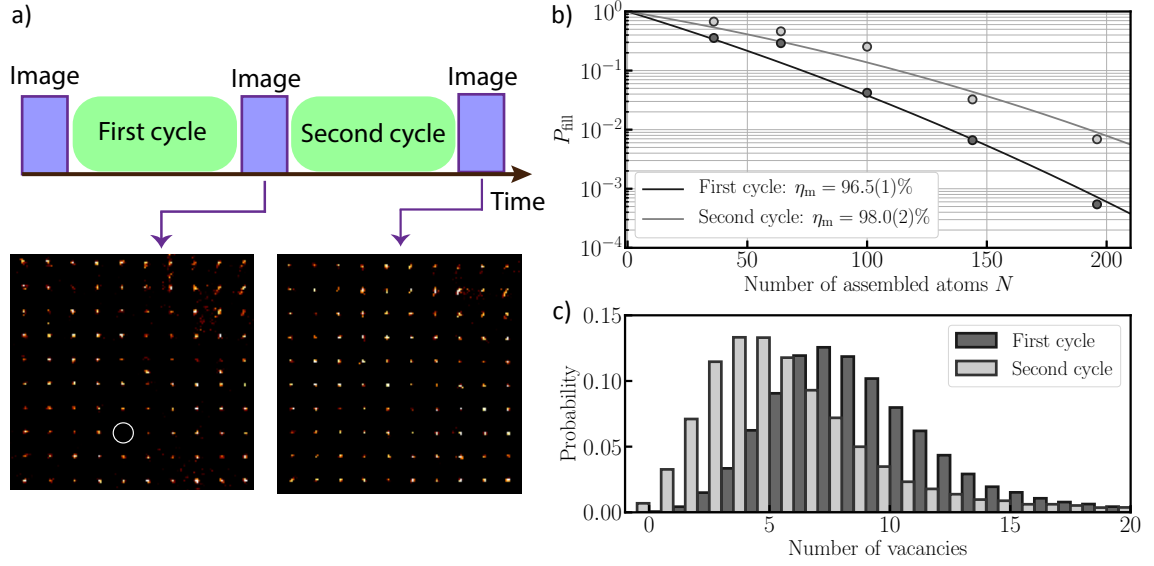 a)
Image
Image
Image
First cycle
Second cycle
Time
b)
10⁰
10⁻¹
10⁻²
10⁻³
10⁻⁴
P_fill
First cycle: η_m = 96.5(1)%
Second cycle: η_m = 98.0(2)%
0 50 100 150 200
Number of assembled atoms N
c)
0.15
0.10
0.05
0.00
Probability
First cycle
Second cycle
0 5 10 15 20
Number of vacancies